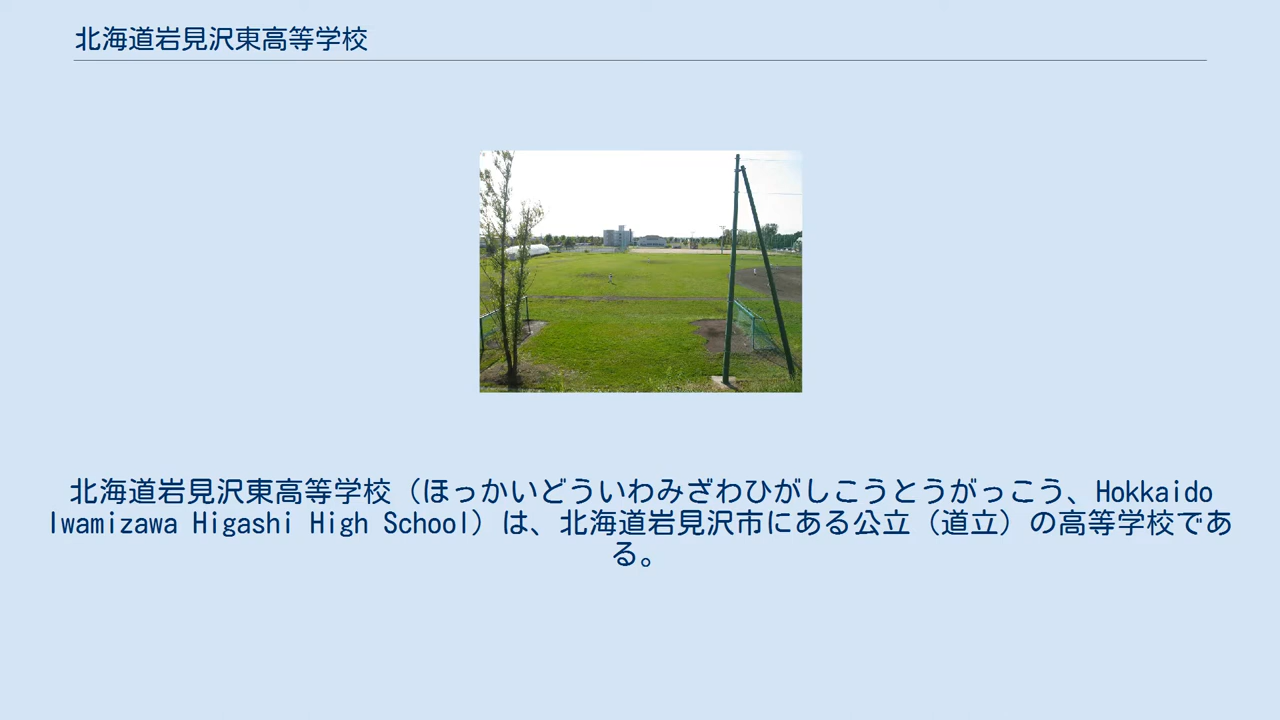 北海道岩見沢東高等学校
北海道岩見沢東高等学校（ほっかいどういわみざわひがしこうとうがっこう、Hokkaido
Iwamizawa Higashi High School）は、北海道岩見沢市にある公立（道立）の高等学校であ
る。